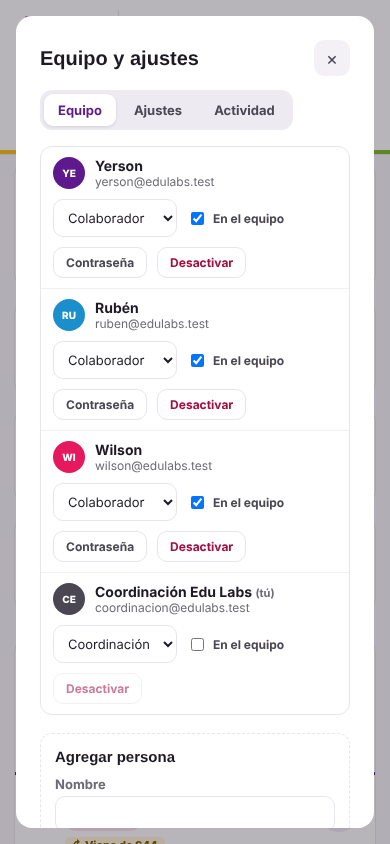 Equipo y ajustes
×
Equipo Ajustes Actividad
YE Yerson
yerson@edulabs.test
Colaborador En el equipo
Contraseña Desactivar
RU Rubén
ruben@edulabs.test
Colaborador En el equipo
Contraseña Desactivar
WI Wilson
wilson@edulabs.test
Colaborador En el equipo
Contraseña Desactivar
CE Coordinación Edu Labs (tú)
coordinacion@edulabs.test
Coordinación En el equipo
Desactivar
Agregar persona
Nombre